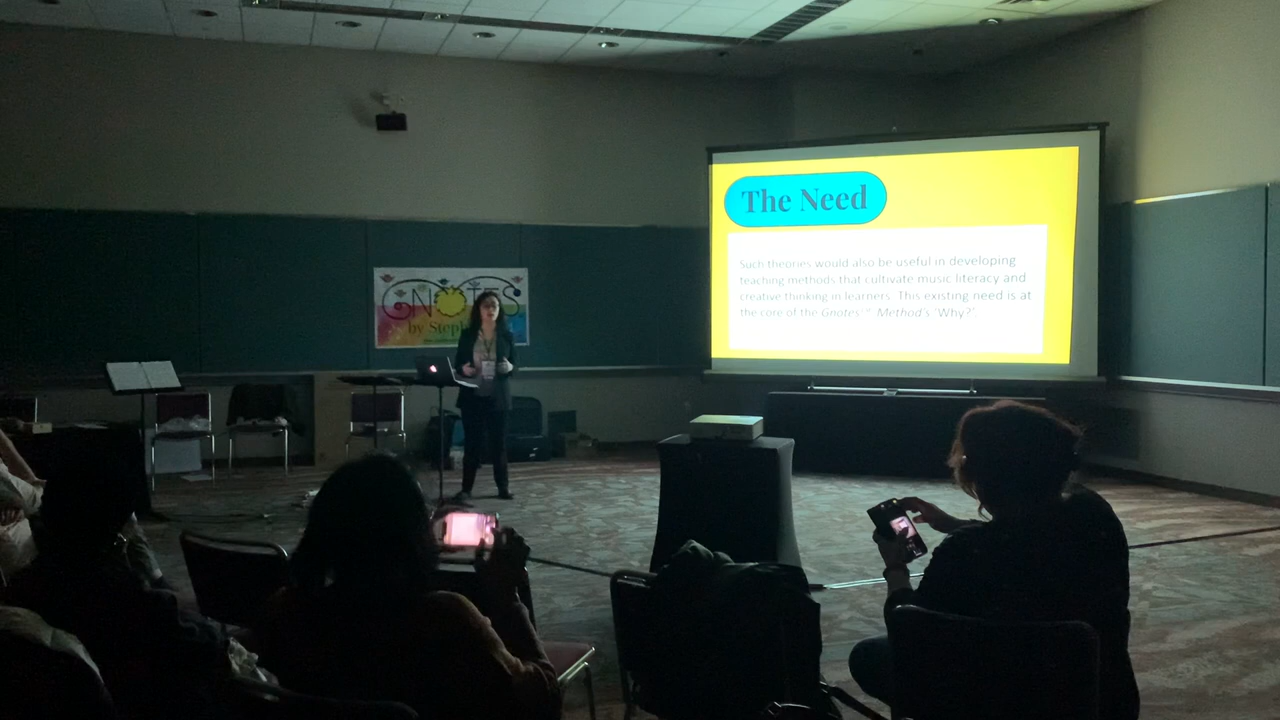 The Need
Such theories would also be useful in developing
teaching methods that cultivate music literacy and
creative thinking in learners. This existing need is at
the core of the Gnotes' Method's 'Why?'
GNOTES
by Steph